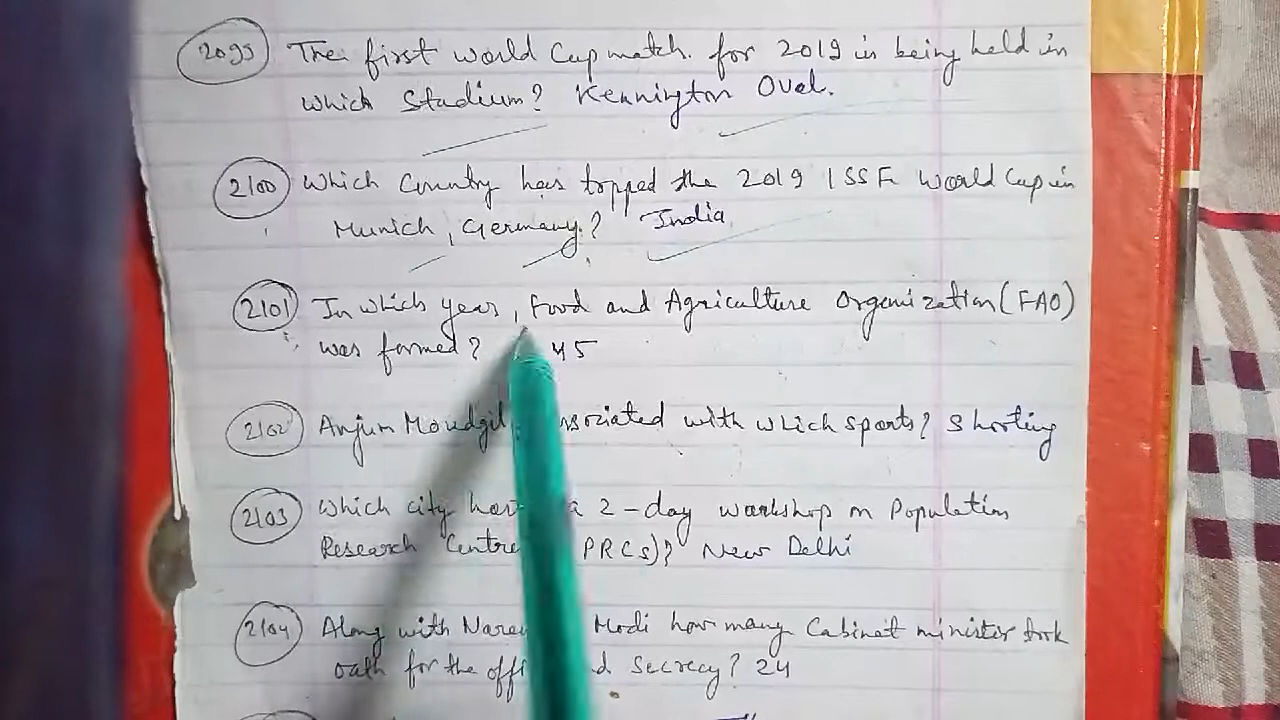 2099 The first world Cup match. for 2019 is being held in
which Stadium? Kennington Oval.
2100 Which Country has topped the 2019 ISSF World Cup in
Munich, Germany? India
2101 In which year, Food and Agriculture Organization (FAO)
was formed? 45
2102 Anjum Moudgil associated with which sports? Shooting
2103 Which city a 2-day workshop on Population
Research Centre PRCs)? New Delhi
2104 Along with Modi how many Cabinet minister took
oath for the secrecy? 24